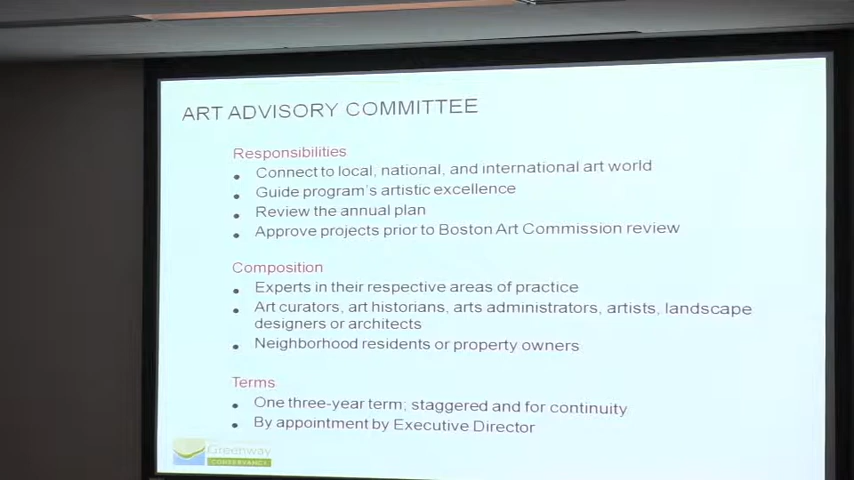 ART ADVISORY COMMITTEE
Responsibilities
• Connect to local, national, and international art world
• Guide program's artistic excellence
• Review the annual plan
• Approve projects prior to Boston Art Commission review
Composition
• Experts in their respective areas of practice
• Art curators, art historians, arts administrators, artists, landscape
designers or architects
• Neighborhood residents or property owners
Terms
• One three-year term; staggered and for continuity
• By appointment by Executive Director
Greenway
CONSERVANCY